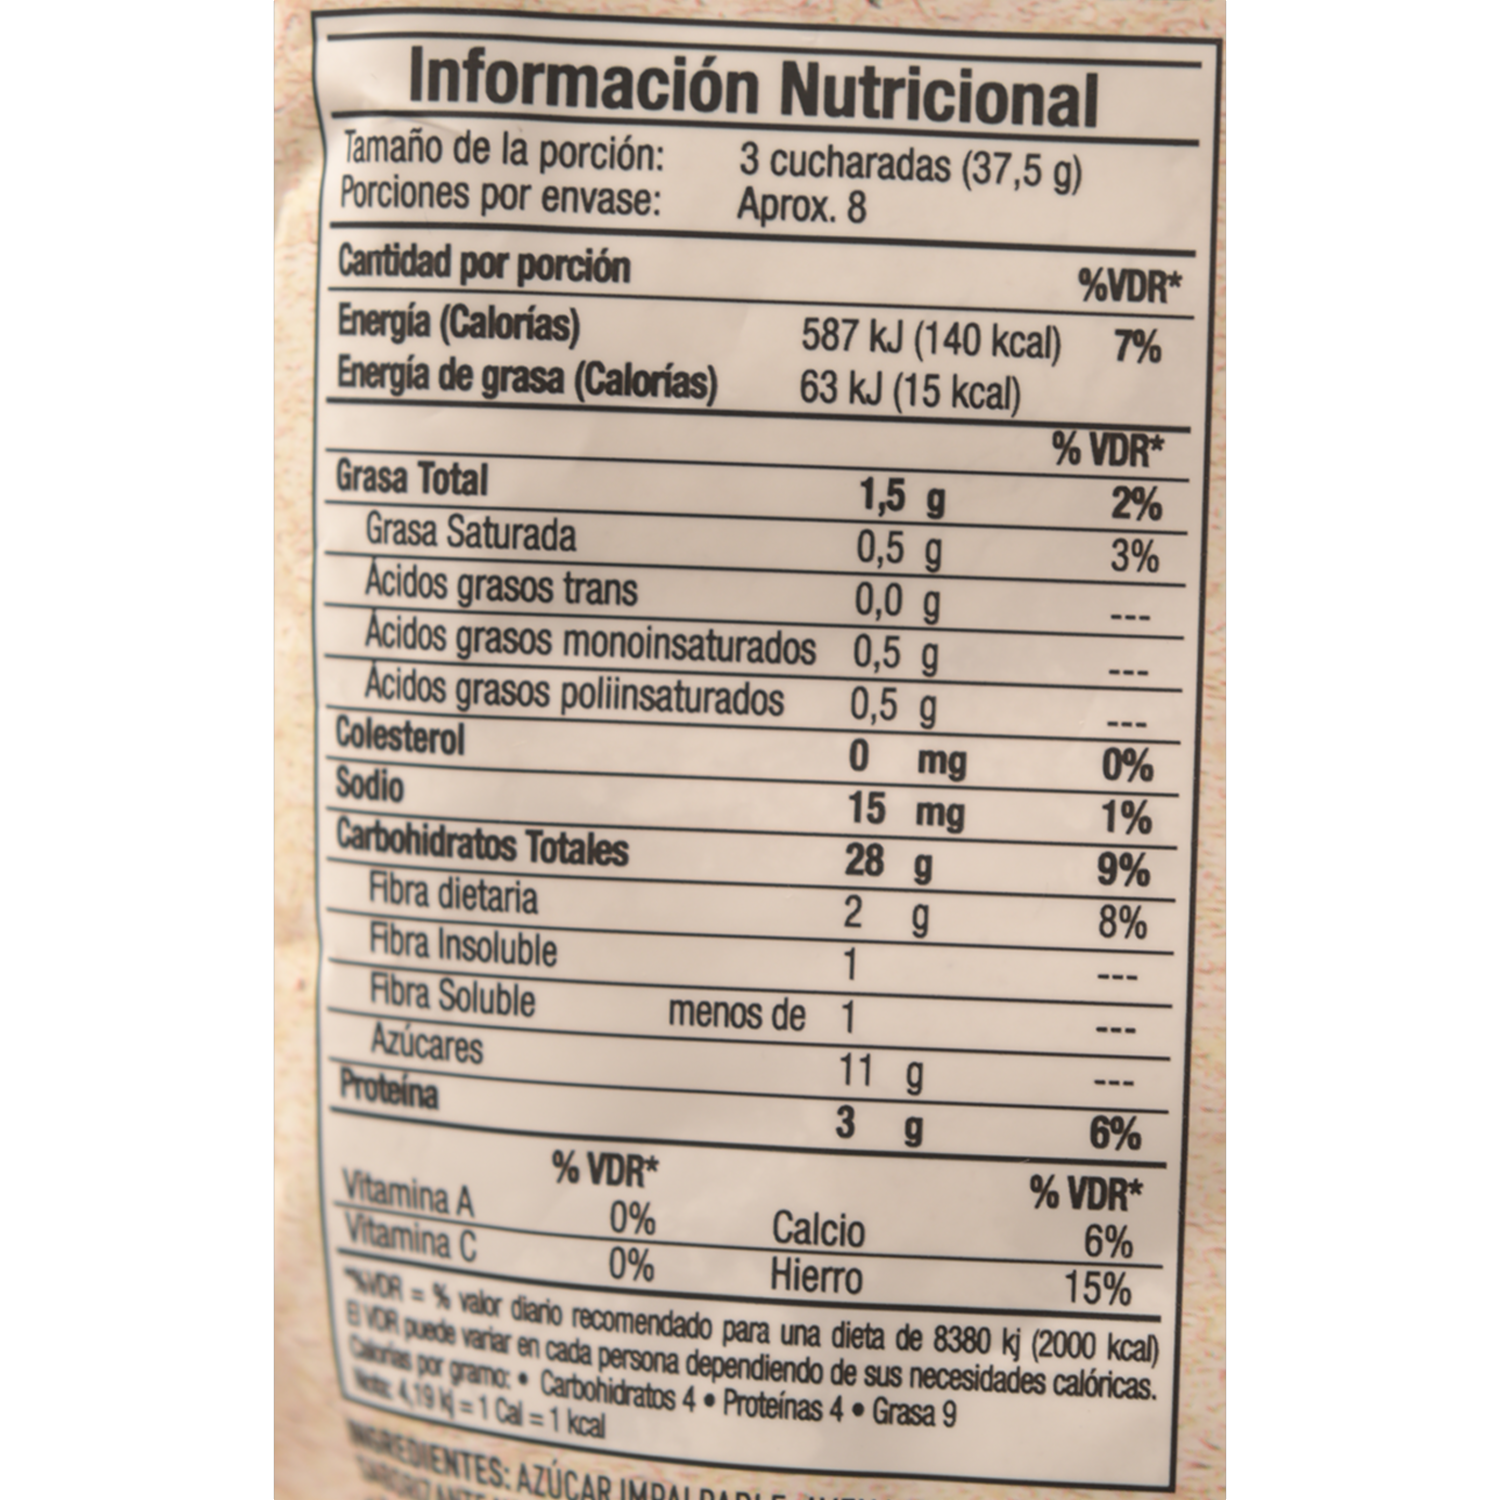 Información Nutricional
Tamaño de la porción: 3 cucharadas (37,5 g)
Porciones por envase: Aprox. 8
Cantidad por porción %VDR*
Energía (Calorías) 587 kJ (140 kcal) 7%
Energía de grasa (Calorías) 63 kJ (15 kcal)
% VDR*
Grasa Total 1,5 g 2%
Grasa Saturada 0,5 g 3%
Ácidos grasos trans 0,0 g ---
Ácidos grasos monoinsaturados 0,5 g ---
Ácidos grasos poliinsaturados 0,5 g ---
Colesterol 0 mg 0%
Sodio 15 mg 1%
Carbohidratos Totales 28 g 9%
Fibra dietaria 2 g 8%
Fibra Insoluble 1 ---
Fibra Soluble menos de 1 ---
Azúcares 11 g ---
Proteína 3 g 6%
% VDR* % VDR*
Vitamina A 0% Calcio 6%
Vitamina C 0% Hierro 15%
*%VDR = % valor diario recomendado para una dieta de 8380 kj (2000 kcal)
El VDR puede variar en cada persona dependiendo de sus necesidades calóricas.
Calorías por gramo: • Carbohidratos 4 • Proteínas 4 • Grasa 9
Nota: 4,19 kj = 1 Cal = 1 kcal
INGREDIENTES: AZÚCAR